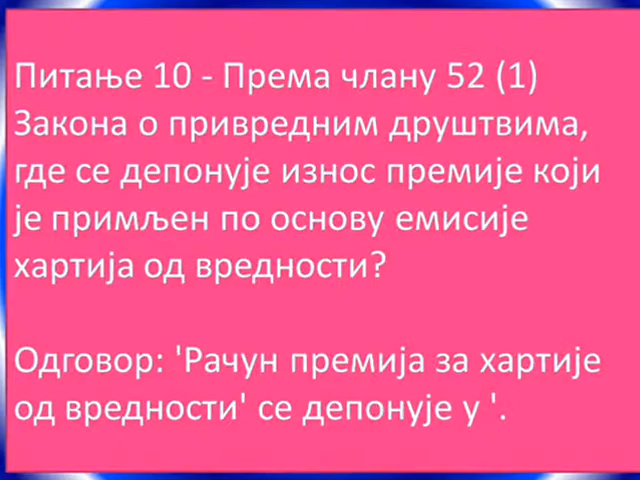 Питање 10 - Према члану 52 (1)
Закона о привредним друштвима,
где се депонује износ премије који
је примљен по основу емисије
хартија од вредности?
Одговор: 'Рачун премија за хартије
од вредности' се депонује у '.